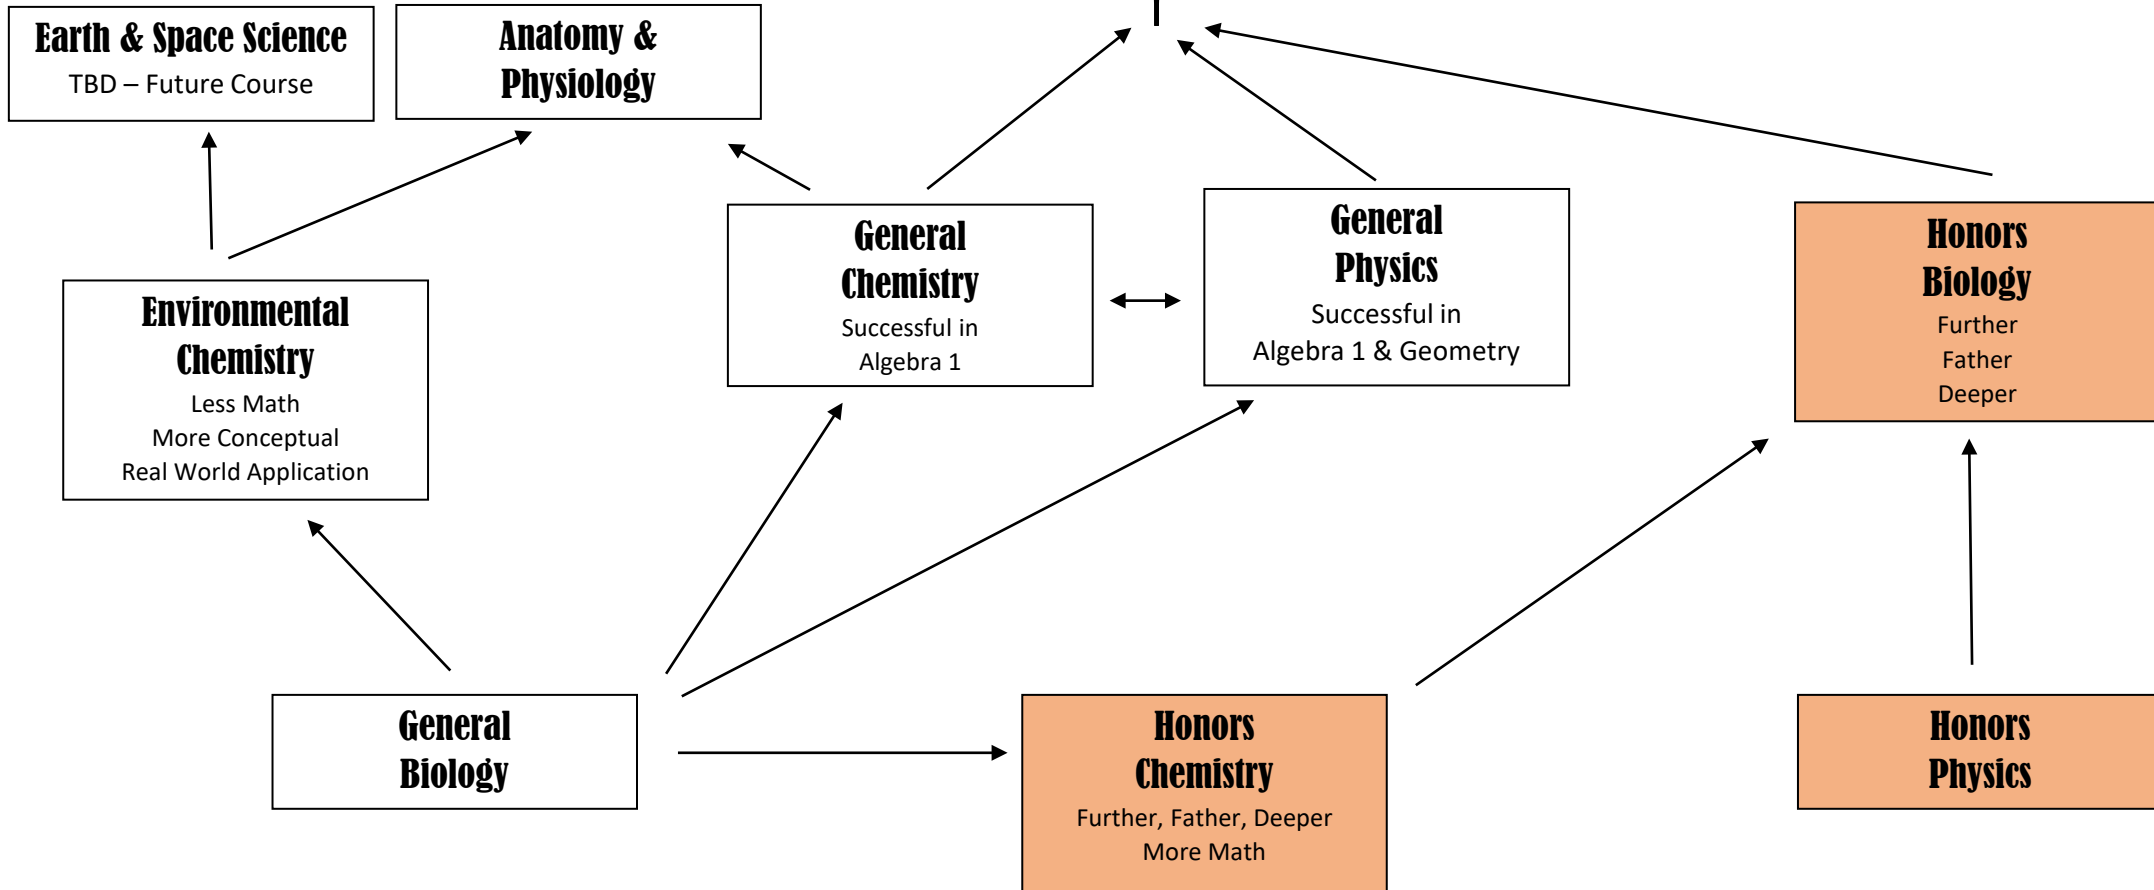 Earth & Space Science
TBD – Future Course
Anatomy &
Physiology
Environmental
Chemistry
Less Math
More Conceptual
Real World Application
General
Chemistry
Successful in
Algebra 1
General
Physics
Successful in
Algebra 1 & Geometry
Honors
Biology
Further
Father
Deeper
General
Biology
Honors
Chemistry
Further, Father, Deeper
More Math
Honors
Physics